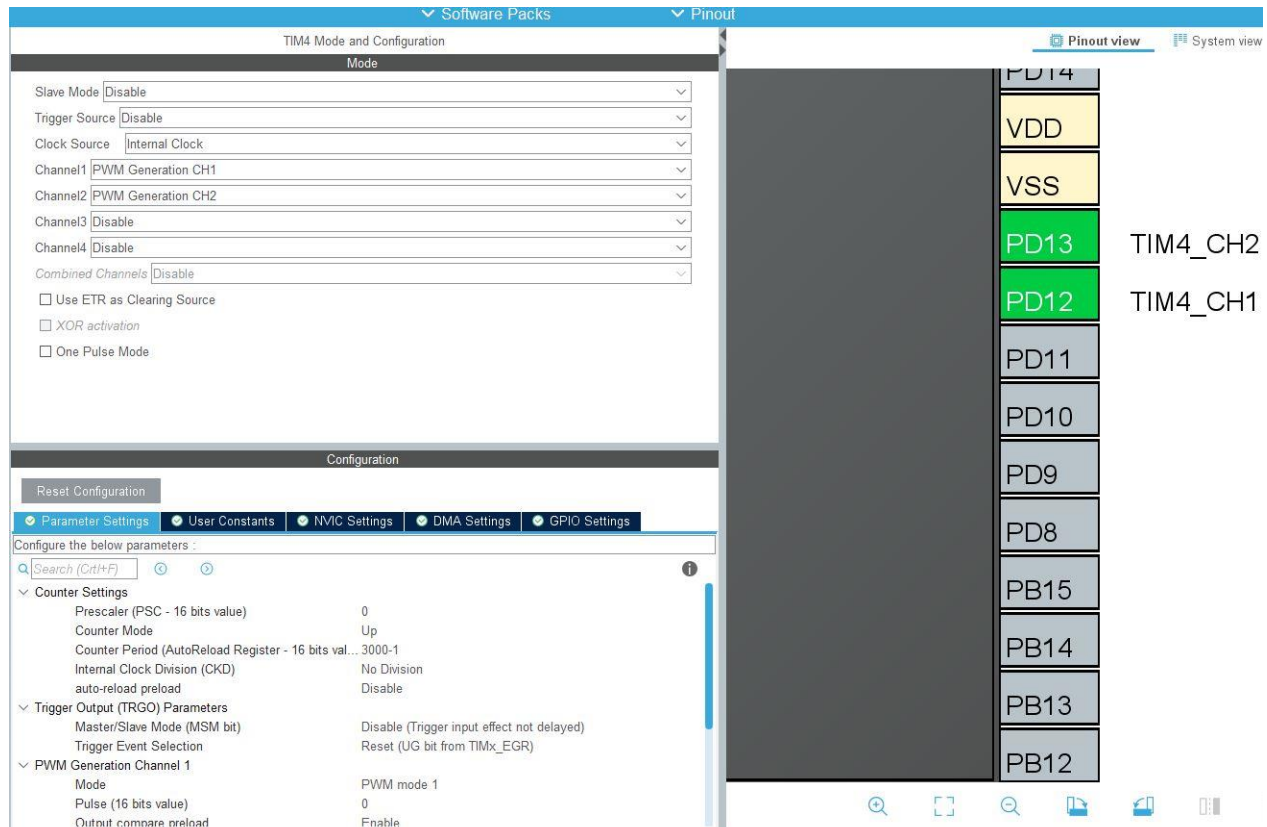 Software Packs
Pinout
TIM4 Mode and Configuration
Mode
Slave Mode Disable
Trigger Source Disable
Clock Source Internal Clock
Channel1 PWM Generation CH1
Channel2 PWM Generation CH2
Channel3 Disable
Channel4 Disable
Combined Channels Disable
Use ETR as Clearing Source
XOR activation
One Pulse Mode
Configuration
Reset Configuration
Parameter Settings User Constants NVIC Settings DMA Settings GPIO Settings
Configure the below parameters :
Search (Crtl+F)
Counter Settings
Prescaler (PSC - 16 bits value) 0
Counter Mode Up
Counter Period (AutoReload Register - 16 bits val... 3000-1
Internal Clock Division (CKD) No Division
auto-reload preload Disable
Trigger Output (TRGO) Parameters
Master/Slave Mode (MSM bit) Disable (Trigger input effect not delayed)
Trigger Event Selection Reset (UG bit from TIMx_EGR)
PWM Generation Channel 1
Mode PWM mode 1
Pulse (16 bits value) 0
Output compare preload Enable
Pinout view System view
PD14
VDD
VSS
PD13 TIM4_CH2
PD12 TIM4_CH1
PD11
PD10
PD9
PD8
PB15
PB14
PB13
PB12